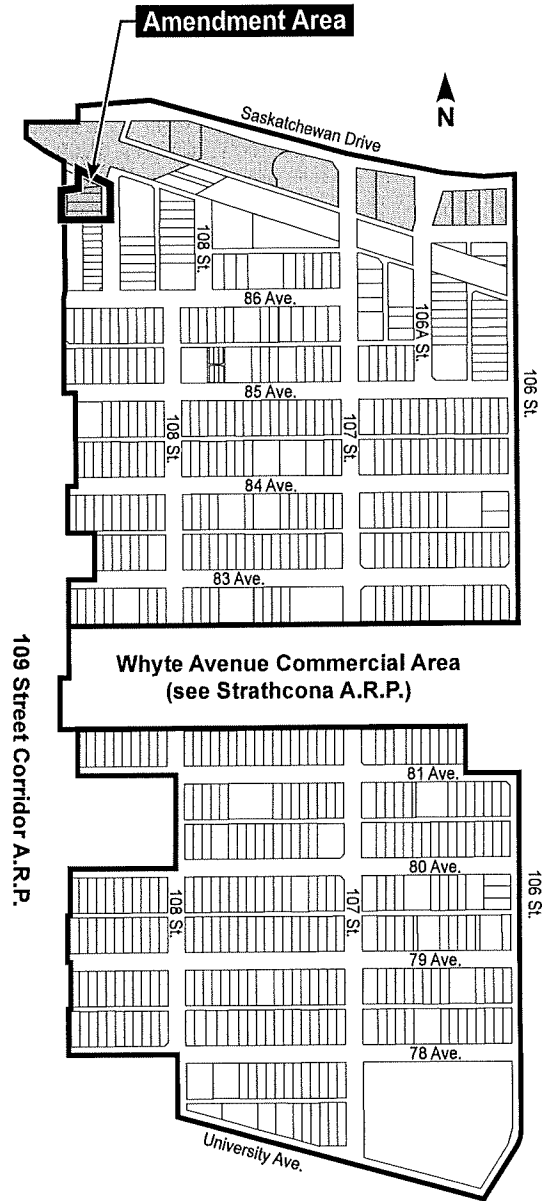 Amendment Area
N
Saskatchewan Drive
108 St.
86 Ave.
106A St.
106 St.
85 Ave.
108 St.
107 St.
84 Ave.
83 Ave.
Whyte Avenue Commercial Area
(see Strathcona A.R.P.)
109 Street Corridor A.R.P.
81 Ave.
80 Ave.
106 St.
108 St.
107 St.
79 Ave.
78 Ave.
University Ave.